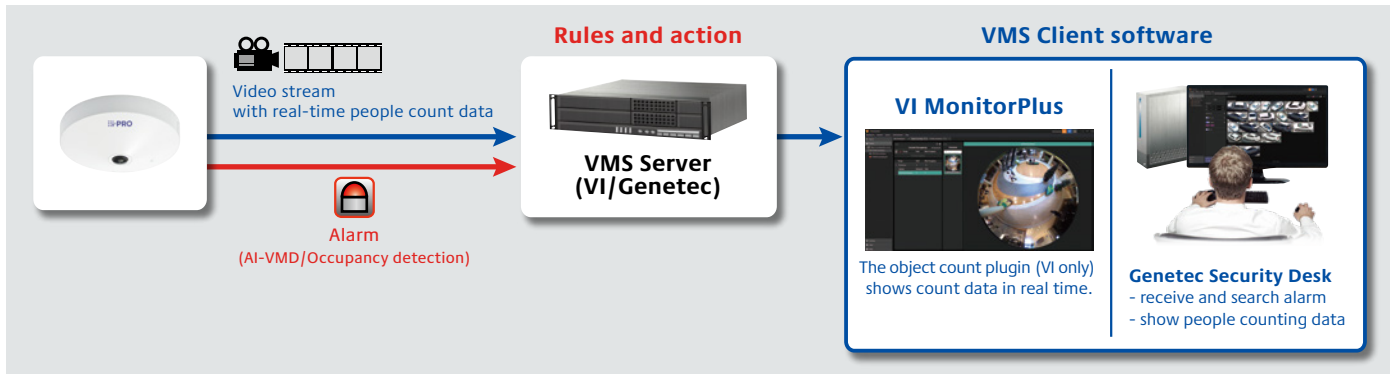 i-PRO
Video stream
with real-time people count data
Alarm
(AI-VMD/Occupancy detection)
Rules and action
VMS Server
(VI/Genetec)
VMS Client software
VI MonitorPlus
The object count plugin (VI only)
shows count data in real time.
Genetec Security Desk
- receive and search alarm
- show people counting data